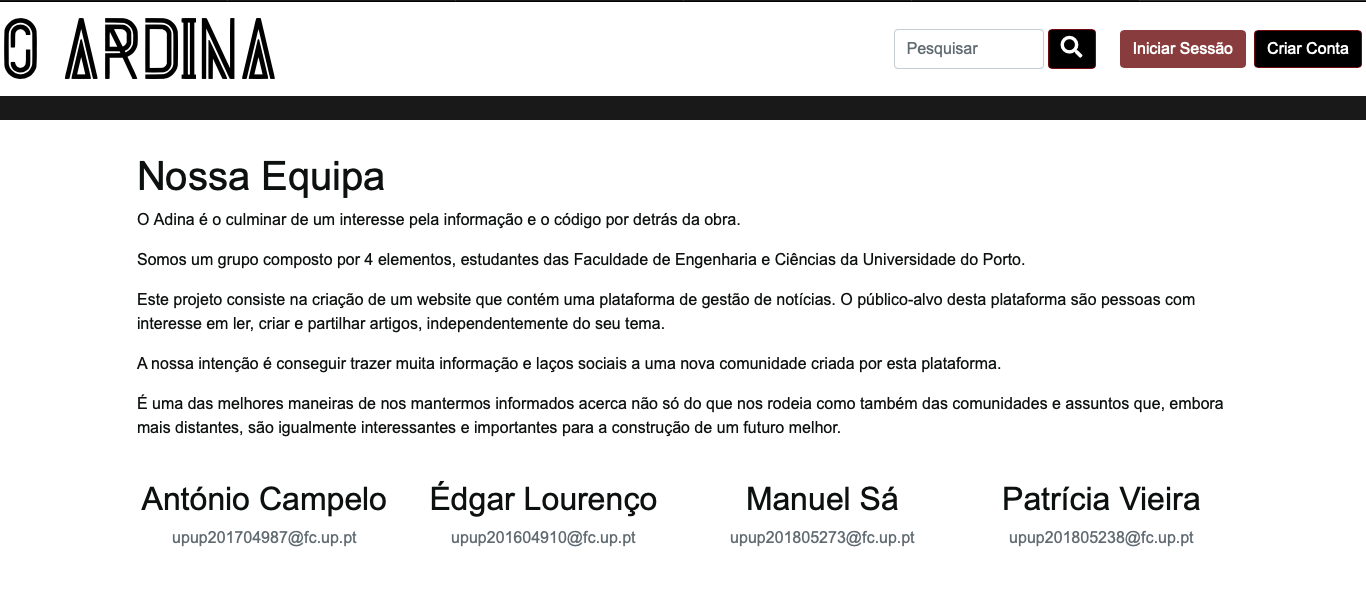 O ARDINA
Pesquisar
Iniciar Sessão
Criar Conta
Nossa Equipa
O Adina é o culminar de um interesse pela informação e o código por detrás da obra.
Somos um grupo composto por 4 elementos, estudantes das Faculdade de Engenharia e Ciências da Universidade do Porto.
Este projeto consiste na criação de um website que contém uma plataforma de gestão de notícias. O público-alvo desta plataforma são pessoas com
interesse em ler, criar e partilhar artigos, independentemente do seu tema.
A nossa intenção é conseguir trazer muita informação e laços sociais a uma nova comunidade criada por esta plataforma.
É uma das melhores maneiras de nos mantermos informados acerca não só do que nos rodeia como também das comunidades e assuntos que, embora
mais distantes, são igualmente interessantes e importantes para a construção de um futuro melhor.
António Campelo
upup201704987@fc.up.pt
Édgar Lourenço
upup201604910@fc.up.pt
Manuel Sá
upup201805273@fc.up.pt
Patrícia Vieira
upup201805238@fc.up.pt